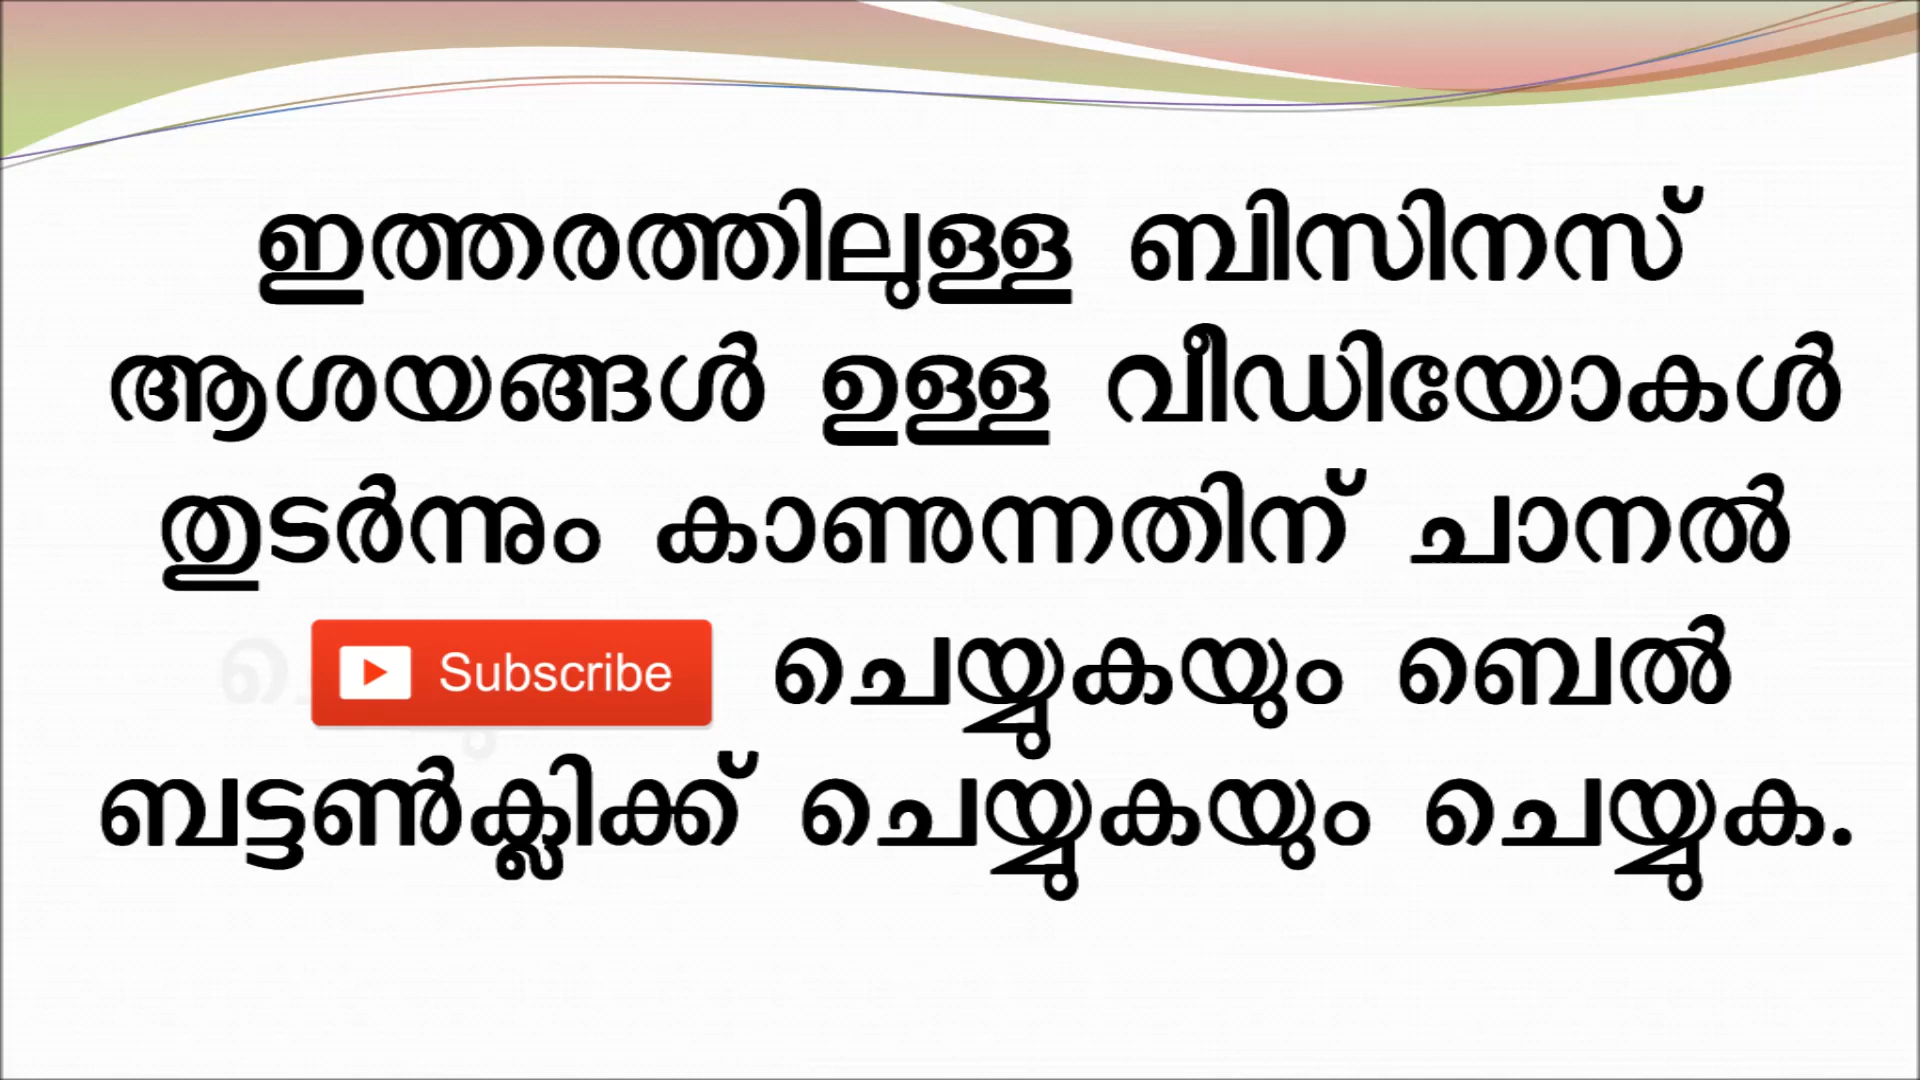 ഇത്തരത്തിലുള്ള ബിസിനസ്
ആശയങ്ങൾ ഉള്ള വീഡിയോകൾ
തുടർന്നും കാണുന്നതിന് ചാനൽ
Subscribe ചെയ്യുകയും ബെൽ
ബട്ടൺക്ലിക്ക് ചെയ്യുകയും ചെയ്യുക.